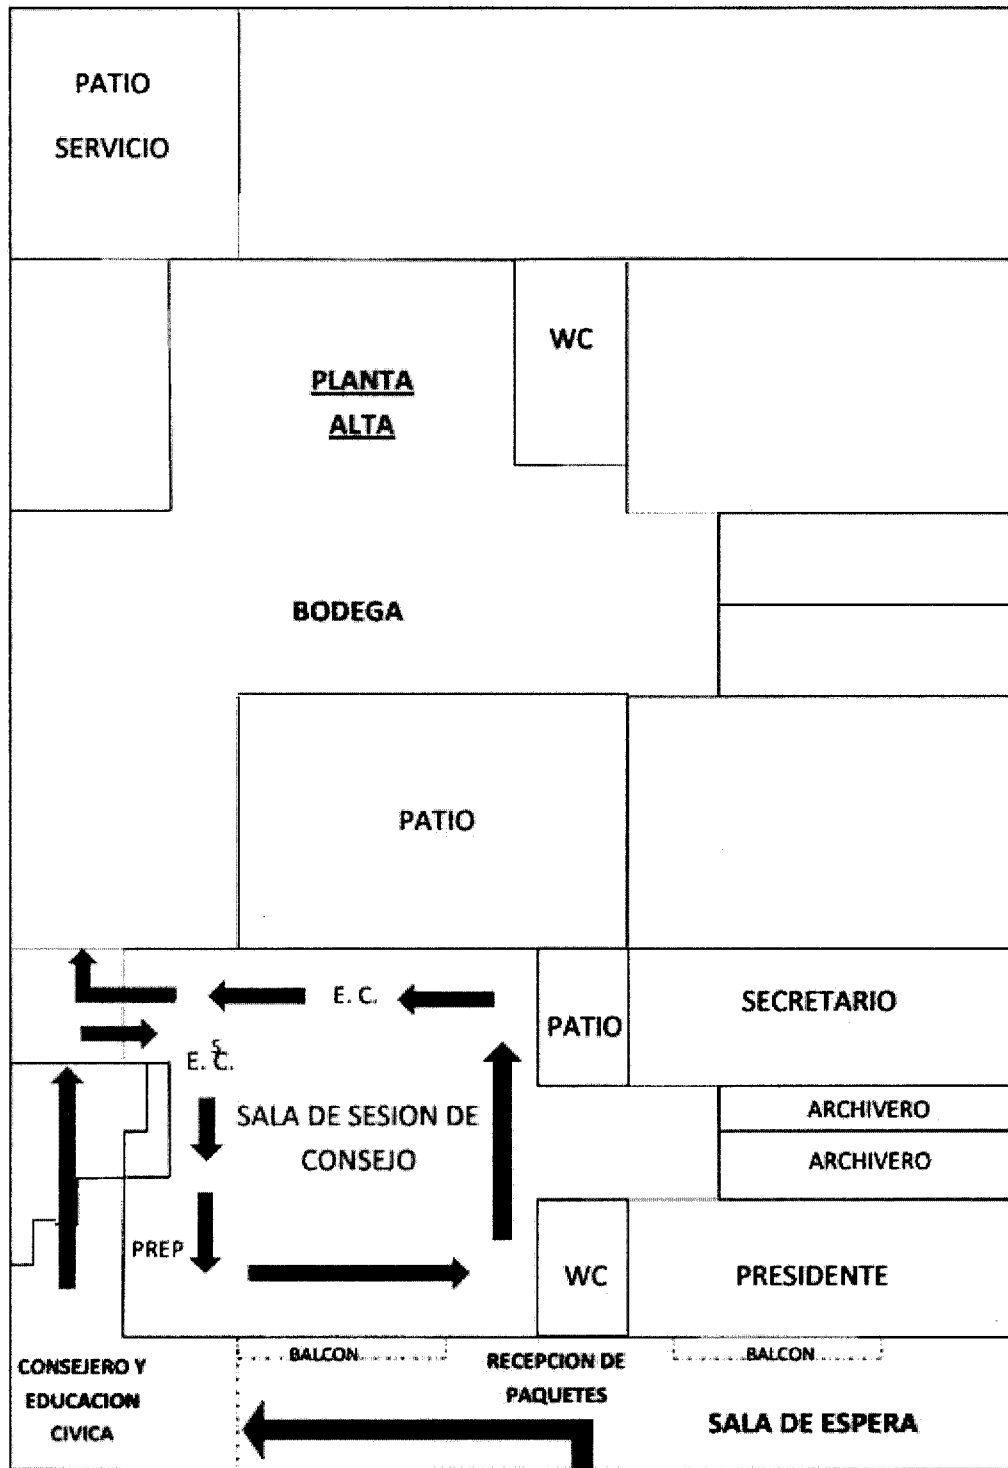 PATIO
SERVICIO
WC
PLANTA
ALTA
BODEGA
PATIO
E. C.
SECRETARIO
PATIO
S
E. C.
SALA DE SESION DE
CONSEJO
ARCHIVERO
ARCHIVERO
PREP
WC
PRESIDENTE
BALCON
BALCON
CONSEJERO Y
EDUCACION
CIVICA
RECEPCION DE
PAQUETES
SALA DE ESPERA